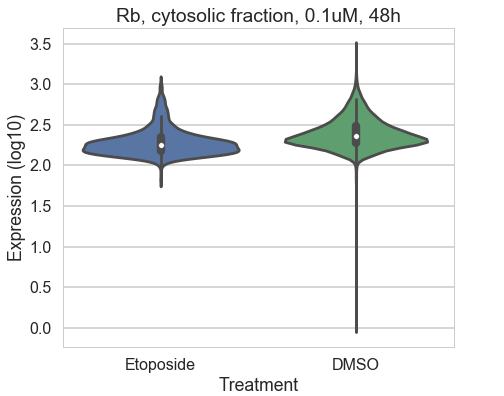 Rb, cytosolic fraction, 0.1uM, 48h
Expression (log10)
3.5
3.0
2.5
2.0
1.5
1.0
0.5
0.0
Etoposide DMSO
Treatment